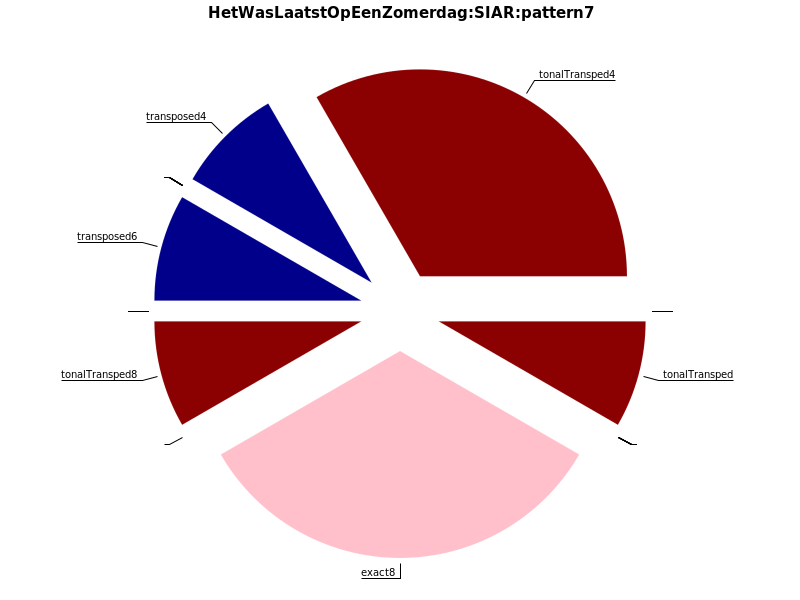 HetWasLaatstOpEenZomerdag:SIAR:pattern7
tonalTransped4
transposed4
transposed6
tonalTransped8
tonalTransped
exact8